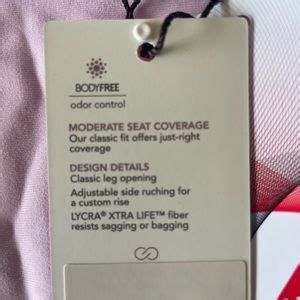 BODYFREE
odor control
MODERATE SEAT COVERAGE
Our classic fit offers just-right
coverage
DESIGN DETAILS
Classic leg opening
Adjustable side ruching for
a custom rise
LYCRA® XTRA LIFE™ fiber
resists sagging or bagging